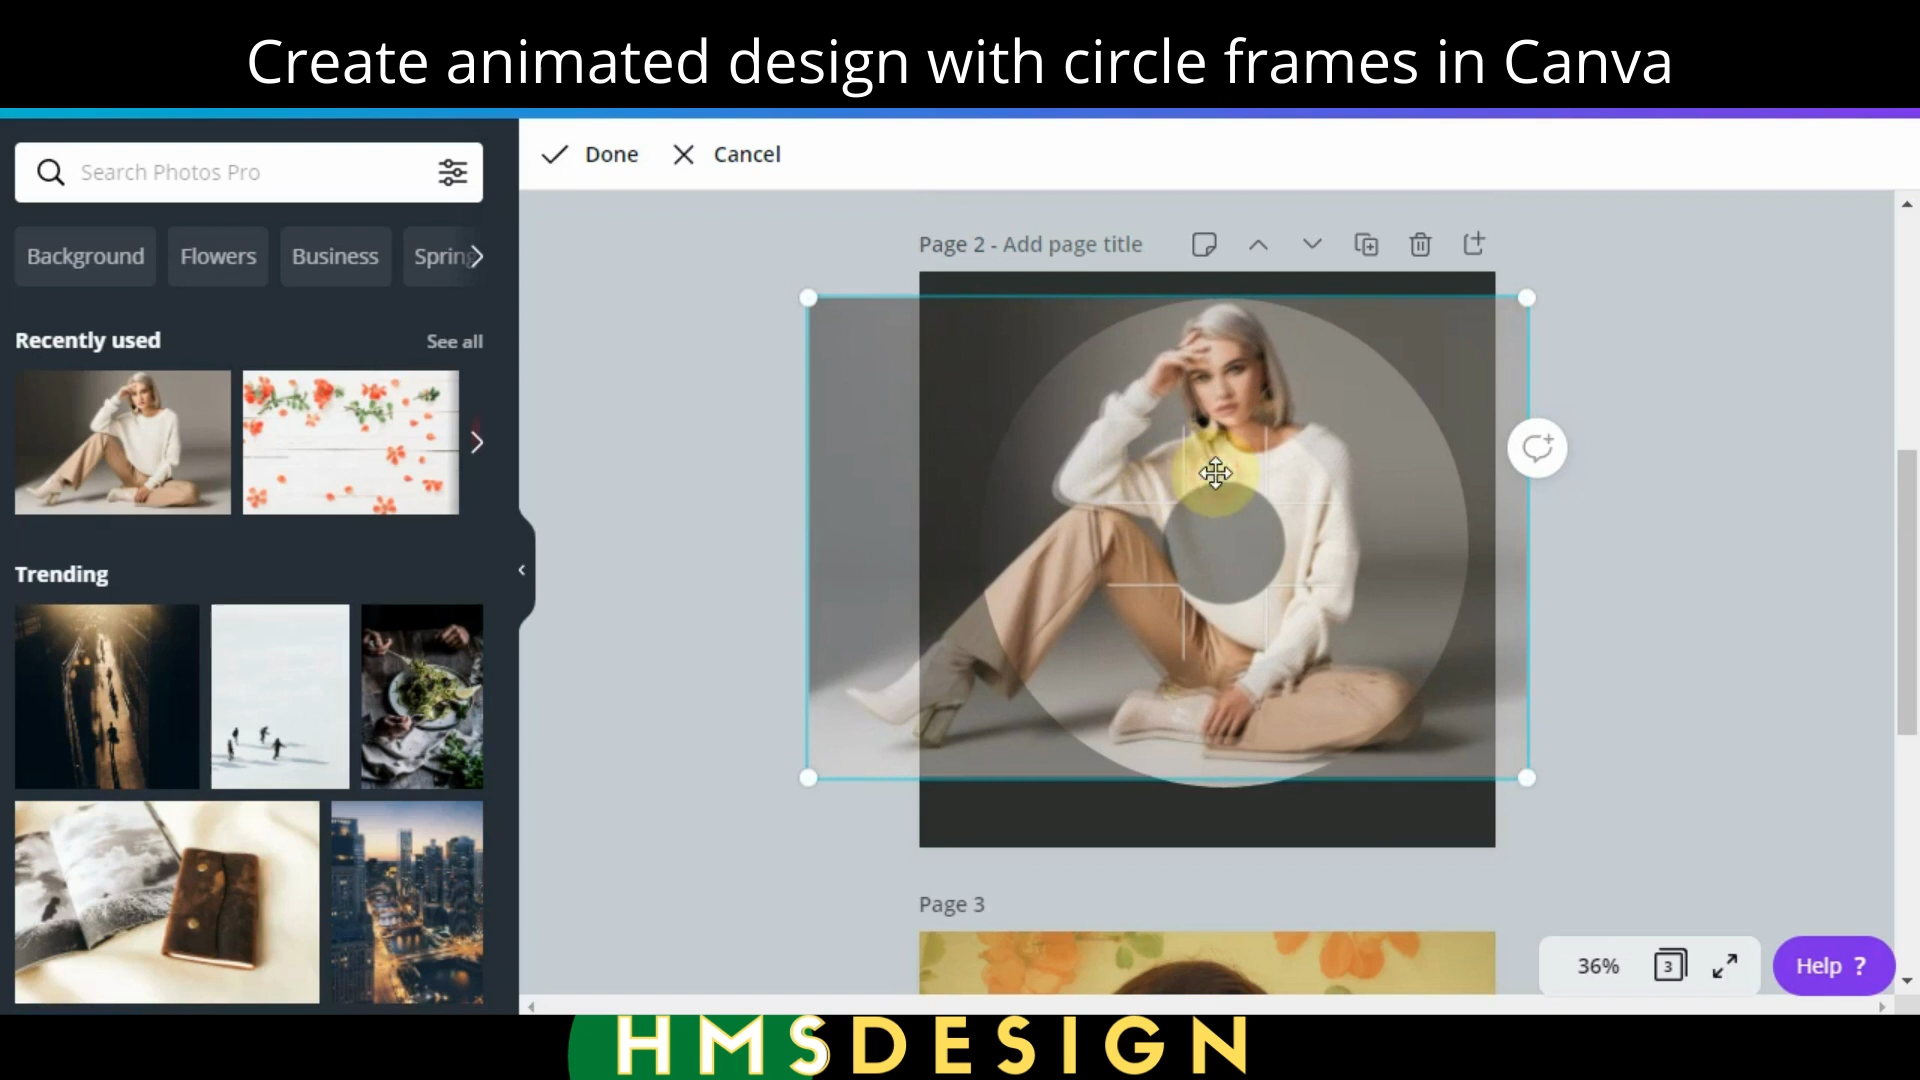 Create animated design with circle frames in Canva
Search Photos Pro
Done Cancel
Background Flowers Business Spring
Page 2 - Add page title
Recently used See all
Trending
Page 3
36% 3 Help ?
HMSDESIGN